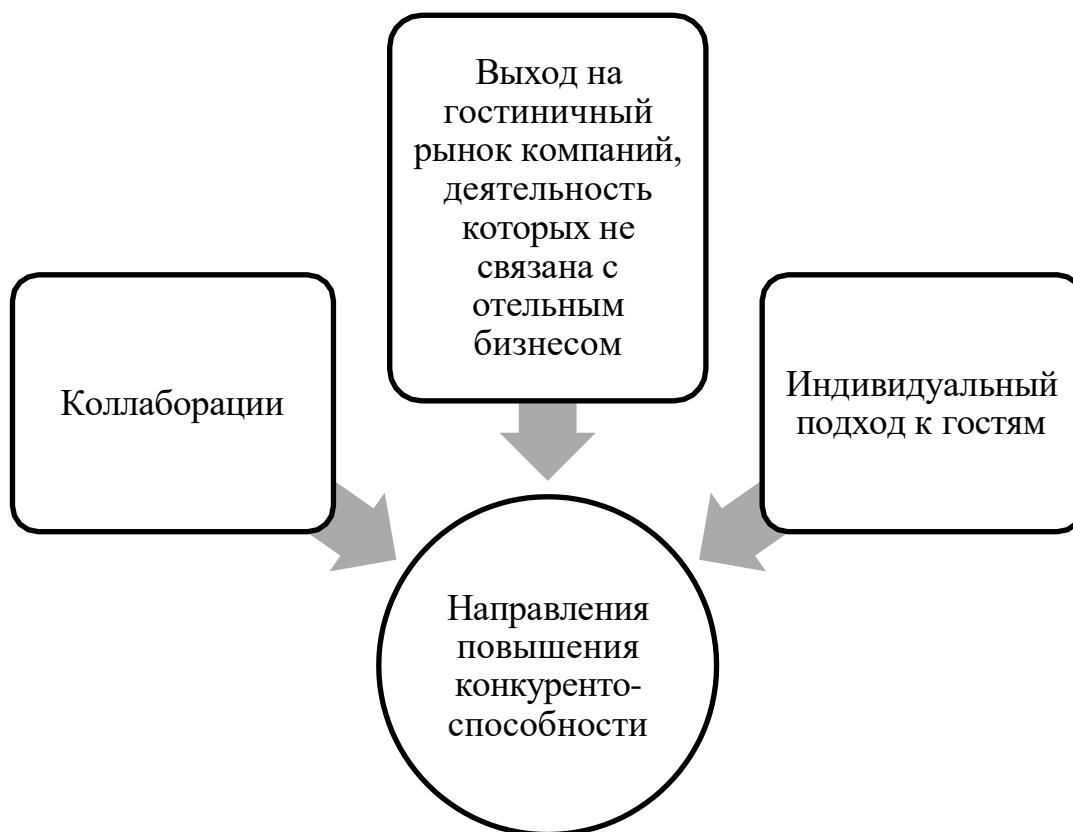 Выход на
гостиничный
рынок компаний,
деятельность
которых не
связана с
отельным
бизнесом
Коллаборации
Индивидуальный
подход к гостям
Направления
повышения
конкуренто-
способности